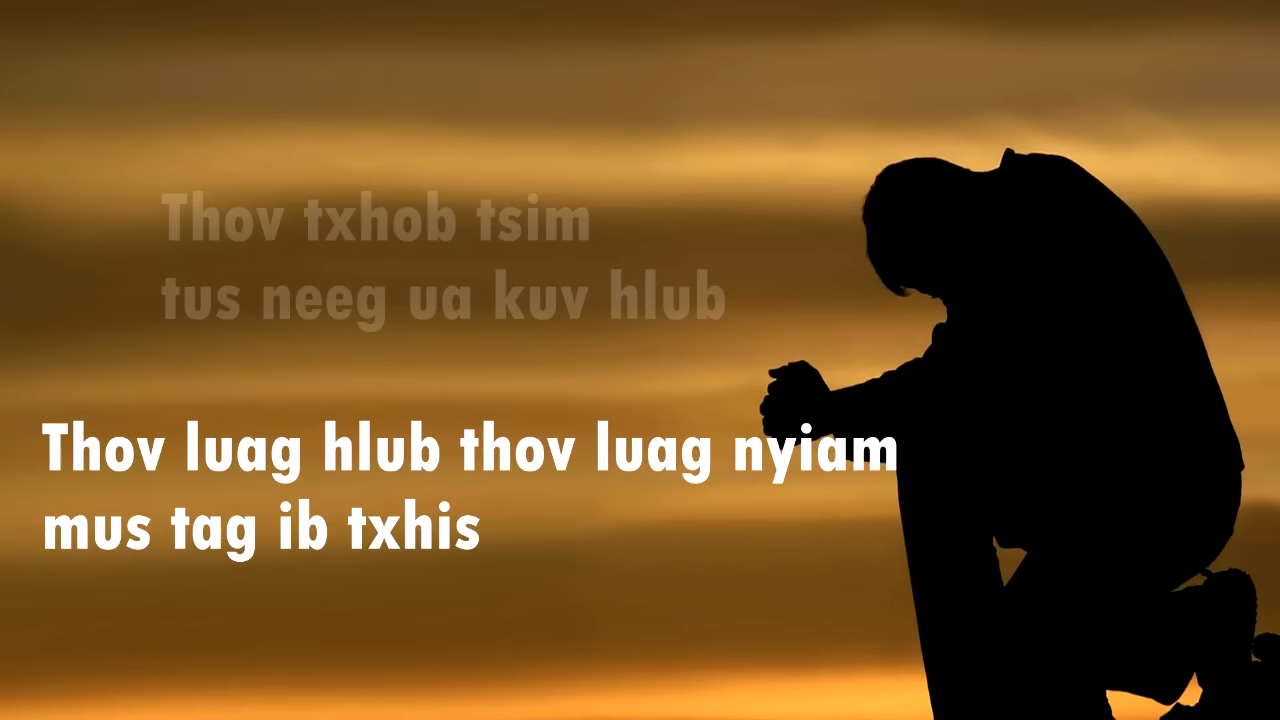 Thov txhob tsim
tus neeg ua kuv hlub
Thov luag hlub thov luag nyiam
mus tag ib txhis